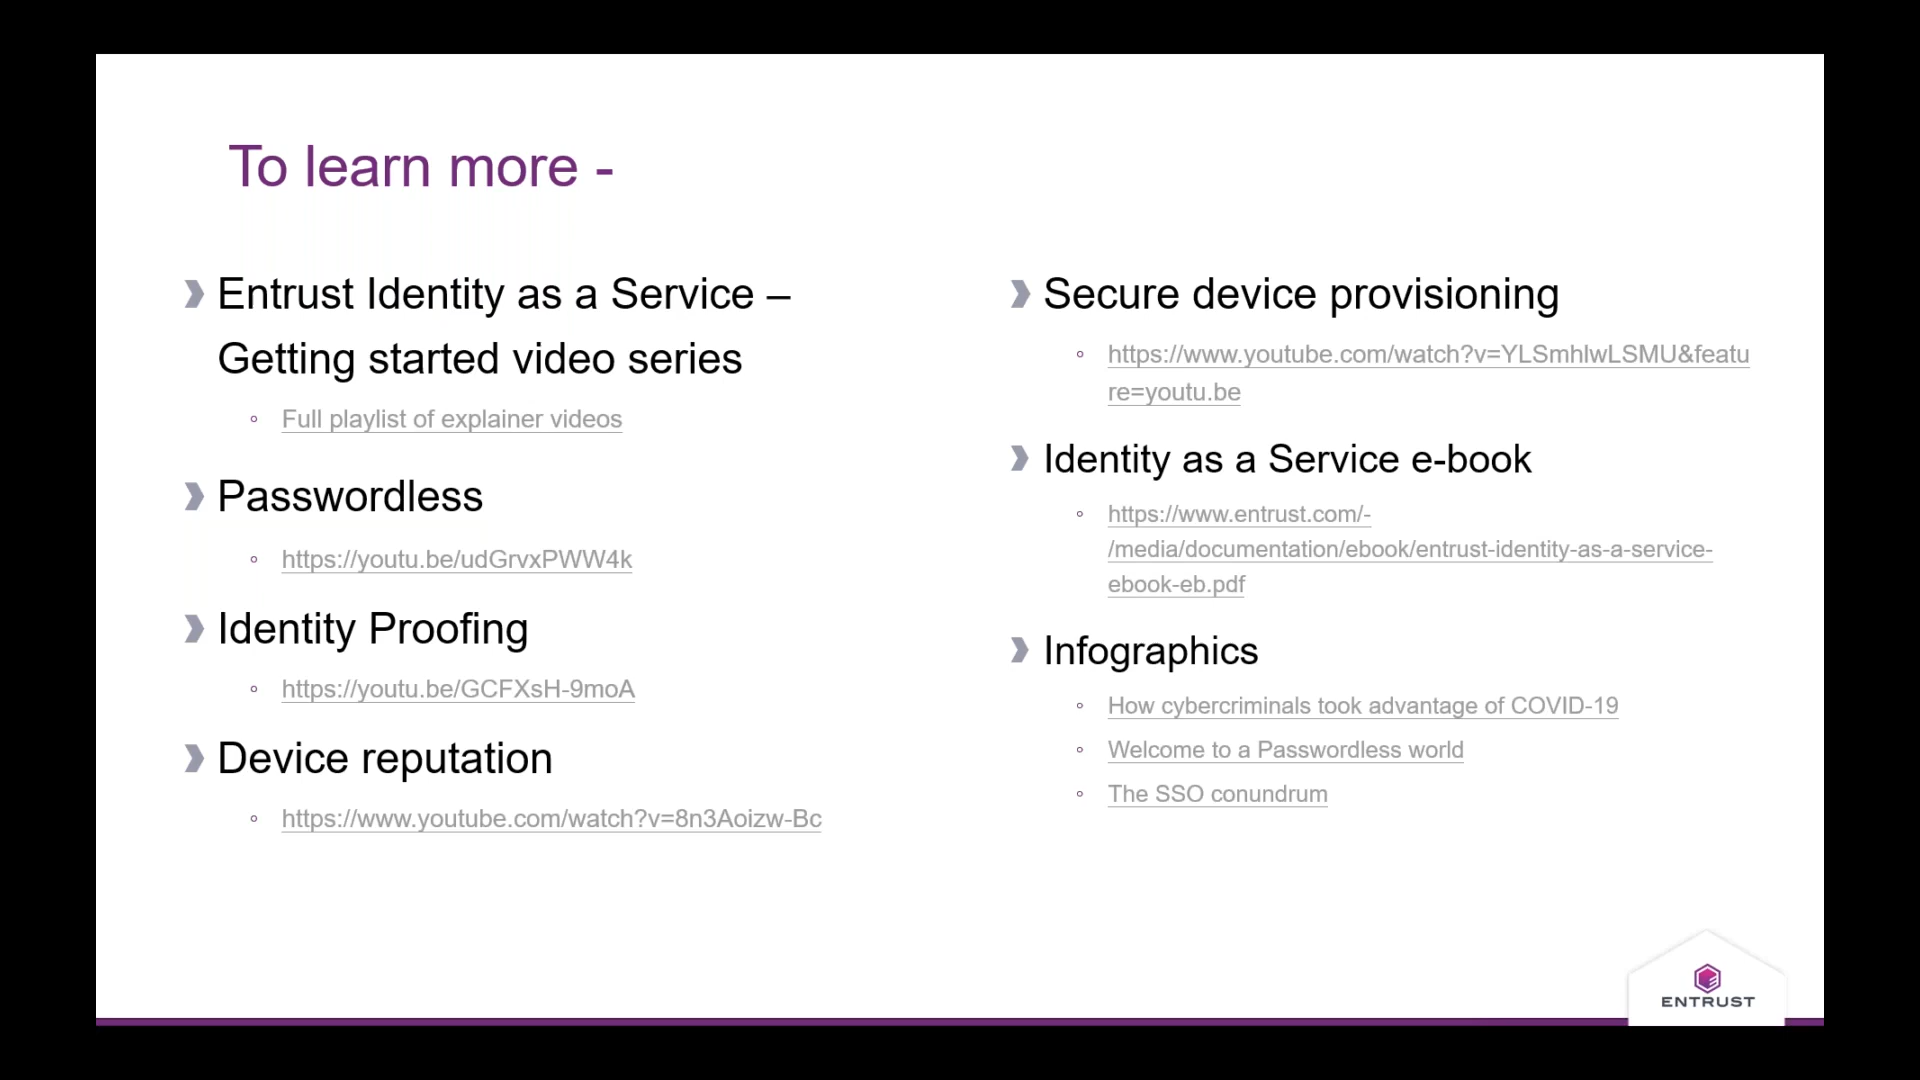 To learn more -
Entrust Identity as a Service –
Getting started video series
Full playlist of explainer videos
Passwordless
https://youtu.be/udGrvxPWW4k
Identity Proofing
https://youtu.be/GCFXsH-9moA
Device reputation
https://www.youtube.com/watch?v=8n3Aoizw-Bc
Secure device provisioning
https://www.youtube.com/watch?v=YLSmhlwLSMU&featu
re=youtu.be
Identity as a Service e-book
https://www.entrust.com/-
/media/documentation/ebook/entrust-identity-as-a-service-
ebook-eb.pdf
Infographics
How cybercriminals took advantage of COVID-19
Welcome to a Passwordless world
The SSO conundrum
ENTRUST